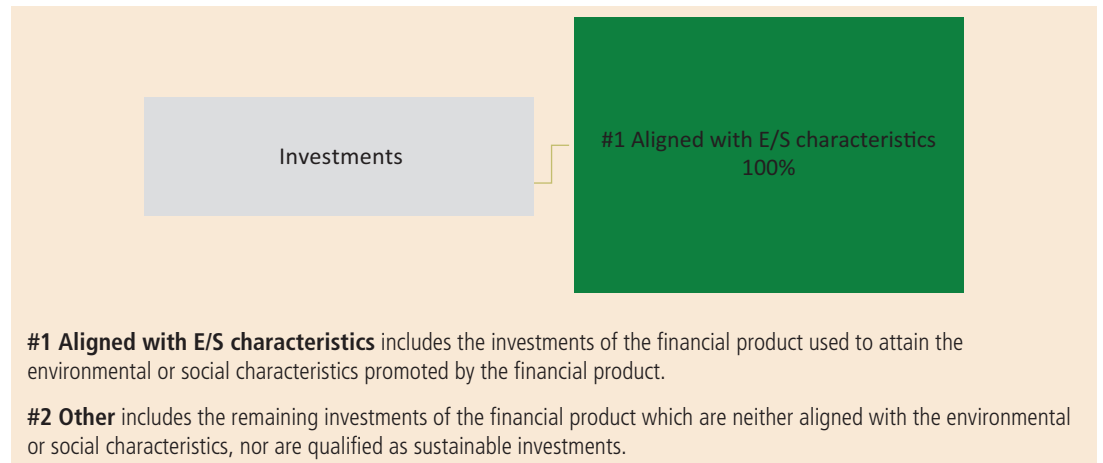 Investments
#1 Aligned with E/S characteristics
100%
#1 Aligned with E/S characteristics includes the investments of the financial product used to attain the
environmental or social characteristics promoted by the financial product.
#2 Other includes the remaining investments of the financial product which are neither aligned with the environmental
or social characteristics, nor are qualified as sustainable investments.